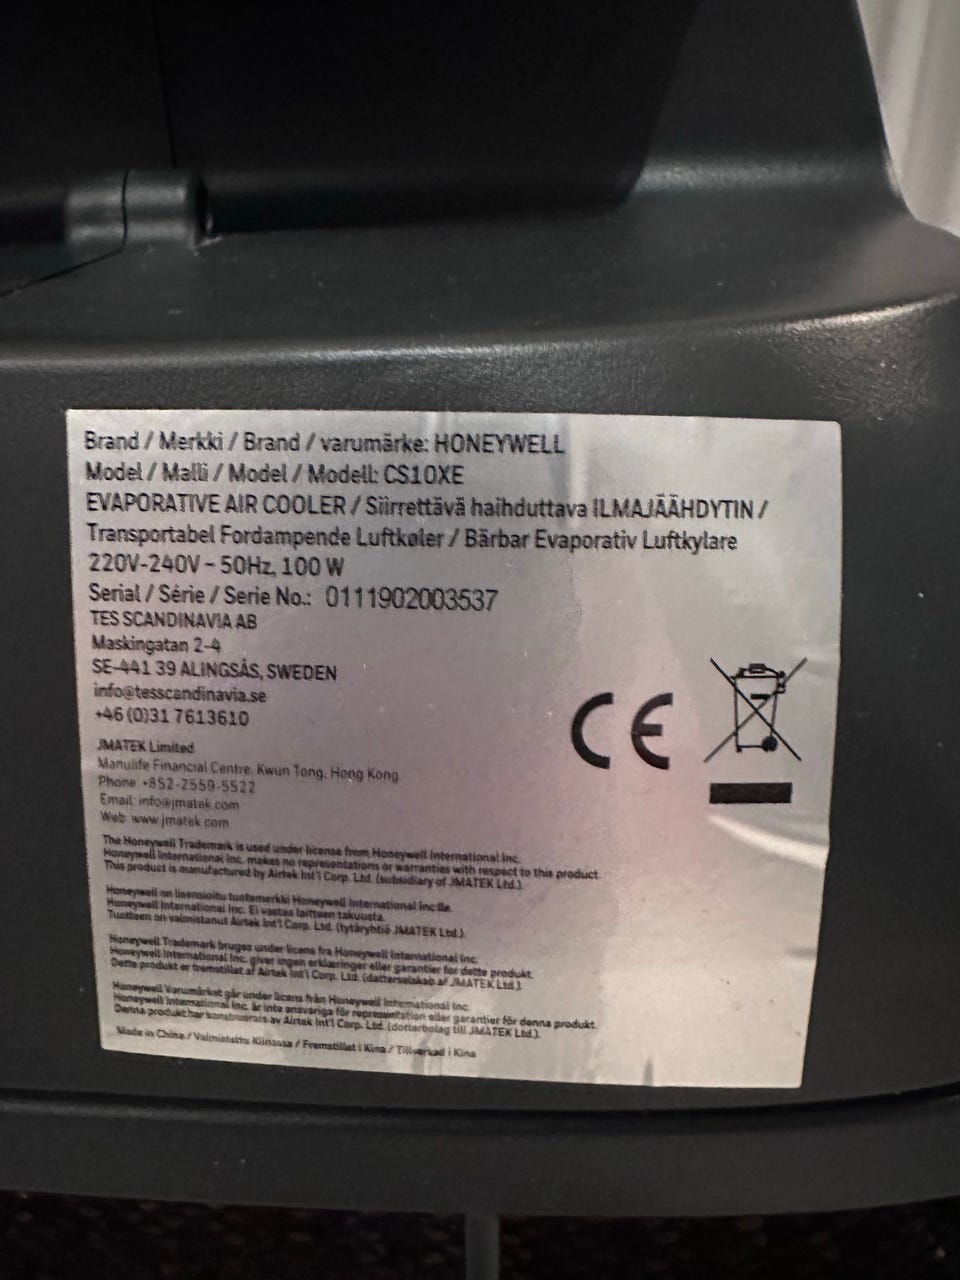 Brand / Merkki / Brand / varumärke: HONEYWELL
Model / Malli / Model / Modell: CS10XE
EVAPORATIVE AIR COOLER / Siirrettävä haihduttava ILMAJÄÄHDYTIN /
Transportabel Fordampende Luftkøler / Bärbar Evaporativ Luftkylare
220V-240V ~ 50Hz, 100 W
Serial / Série / Serie No.: 0111902003537
TES SCANDINAVIA AB
Maskingatan 2-4
SE-441 39 ALINGSÅS, SWEDEN
info@tesscandinavia.se
+46 (0)31 7613610
CE
JMATEK Limited
Manulife Financial Centre, Kwun Tong, Hong Kong
Phone: +852-2559-5522
Email: info@jmatek.com
Web: www.jmatek.com
The Honeywell Trademark is used under license from Honeywell International Inc.
Honeywell International Inc. makes no representations or warranties with respect to this product.
This product is manufactured by Airtek Int'l Corp. Ltd. (subsidiary of JMATEK Ltd.).
Honeywell on lisensioitu tuotemerkki Honeywell International Inc:lle.
Honeywell International Inc. Ei vastaa laitteen takuusta.
Tuotteen on valmistanut Airtek Int'l Corp. Ltd. (tytäryhtiö JMATEK Ltd.).
Honeywell Trademark bruges under licens fra Honeywell International Inc.
Honeywell International Inc. giver ingen erklæringer eller garantier for dette produkt.
Dette produkt er fremstillet af Airtek Int'l Corp. Ltd. (datterselskab af JMATEK Ltd.).
Honeywell Varumärket går under licens från Honeywell International Inc.
Honeywell International Inc. är inte ansvariga för representation eller garantier för denna produkt.
Denna produkt har konstruerats av Airtek Int'l Corp. Ltd. (dotterbolag till JMATEK Ltd.).
Made in China / Valmistettu Kiinassa / Fremstillet i Kina / Tillverkad i Kina